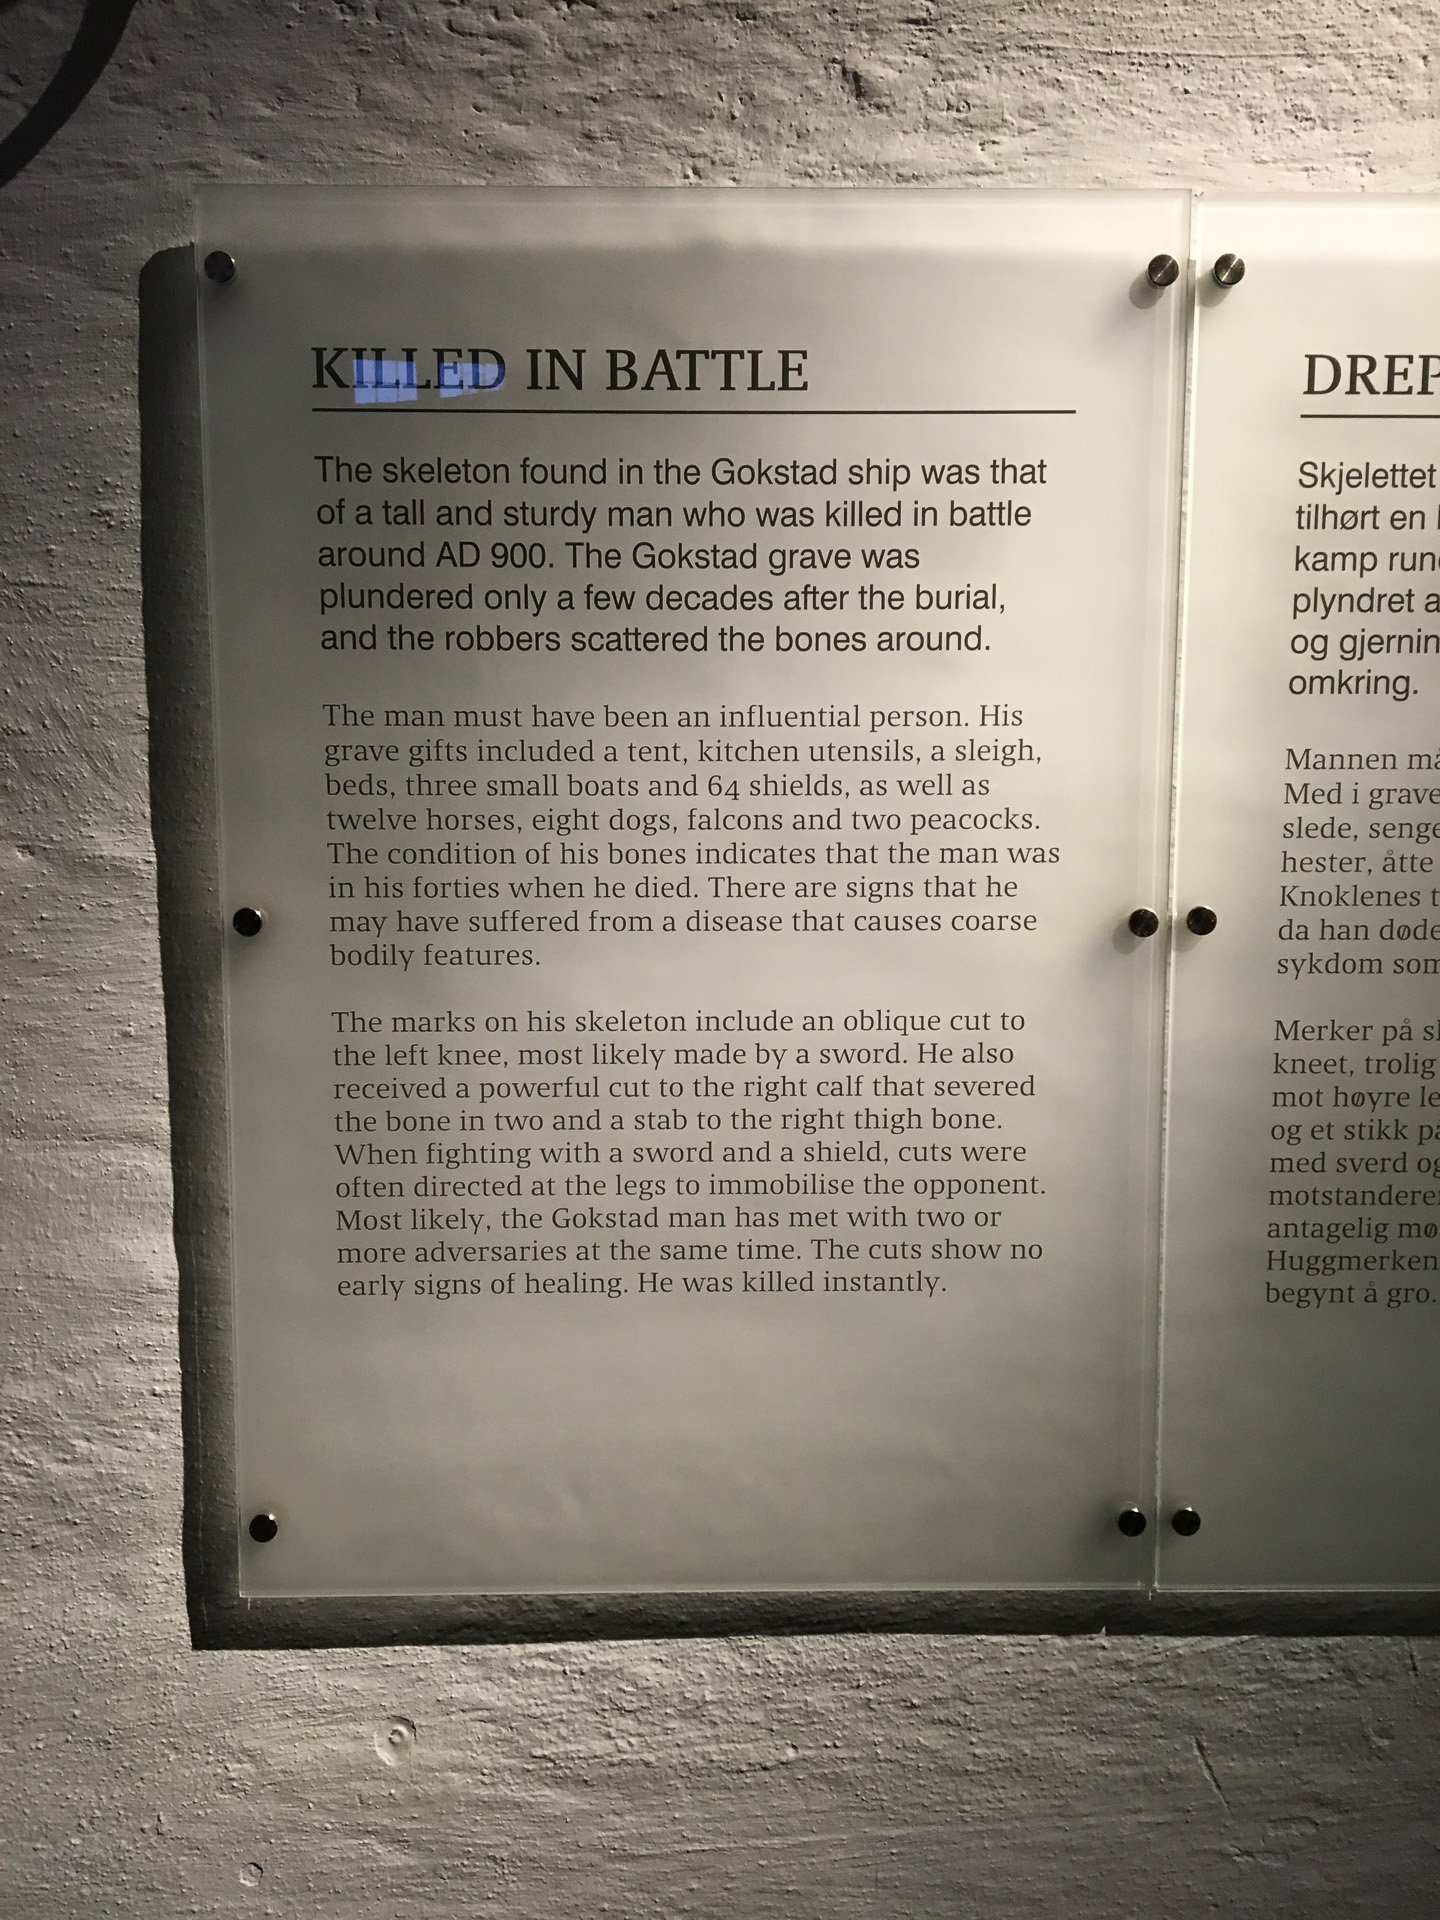 KILLED IN BATTLE
The skeleton found in the Gokstad ship was that
of a tall and sturdy man who was killed in battle
around AD 900. The Gokstad grave was
plundered only a few decades after the burial,
and the robbers scattered the bones around.
The man must have been an influential person. His
grave gifts included a tent, kitchen utensils, a sleigh,
beds, three small boats and 64 shields, as well as
twelve horses, eight dogs, falcons and two peacocks.
The condition of his bones indicates that the man was
in his forties when he died. There are signs that he
may have suffered from a disease that causes coarse
bodily features.
The marks on his skeleton include an oblique cut to
the left knee, most likely made by a sword. He also
received a powerful cut to the right calf that severed
the bone in two and a stab to the right thigh bone.
When fighting with a sword and a shield, cuts were
often directed at the legs to immobilise the opponent.
Most likely, the Gokstad man has met with two or
more adversaries at the same time. The cuts show no
early signs of healing. He was killed instantly.
Skjelettet
tilhørt en
kamp
plyndret
og
omkring.
Mannen
Med i
slede,
hester, åtte
Knoklenes
da han
sykdom
Merker på
kneet, trolig
mot høyre
og et stikk
med sverd
antagelig
begynt å gro.